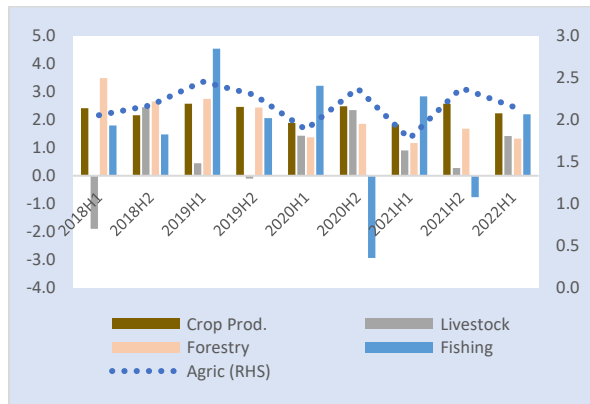 5.0 3.0
4.0 2.5
3.0
2.0 2.0
1.0 1.5
0.0
-1.0 1.0
-2.0
-3.0 0.5
-4.0 0.0
2018H1 2018H2 2019H1 2019H2 2020H1 2020H2 2021H1 2021H2 2022H1
Crop Prod. Livestock
Forestry Fishing
Agric (RHS)